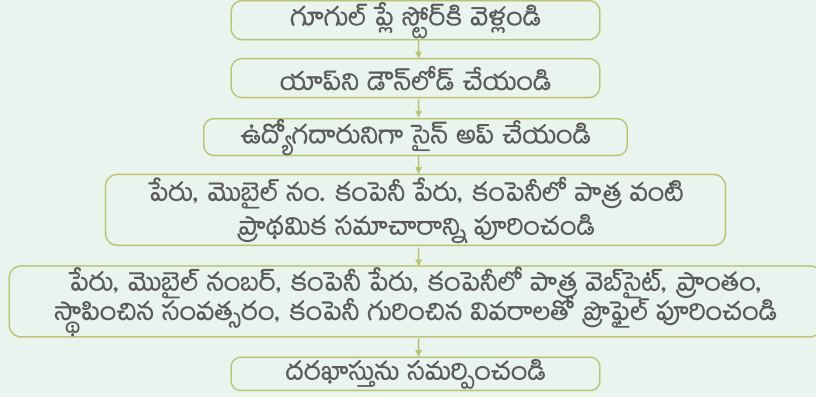 గూగుల్ ప్లే స్టోర్‌కి వెళ్లండి
యాప్‌ని డౌన్‌లోడ్ చేయండి
ఉద్యోగదారునిగా సైన్ అప్ చేయండి
పేరు, మొబైల్ నం. కంపెనీ పేరు, కంపెనీలో పాత్ర వంటి
ప్రాథమిక సమాచారాన్ని పూరించండి
పేరు, మొబైల్ నంబర్, కంపెనీ పేరు, కంపెనీలో పాత్ర వెబ్‌సైట్, ప్రాంతం,
స్థాపించిన సంవత్సరం, కంపెనీ గురించిన వివరాలతో ప్రొఫైల్ పూరించండి
దరఖాస్తును సమర్పించండి